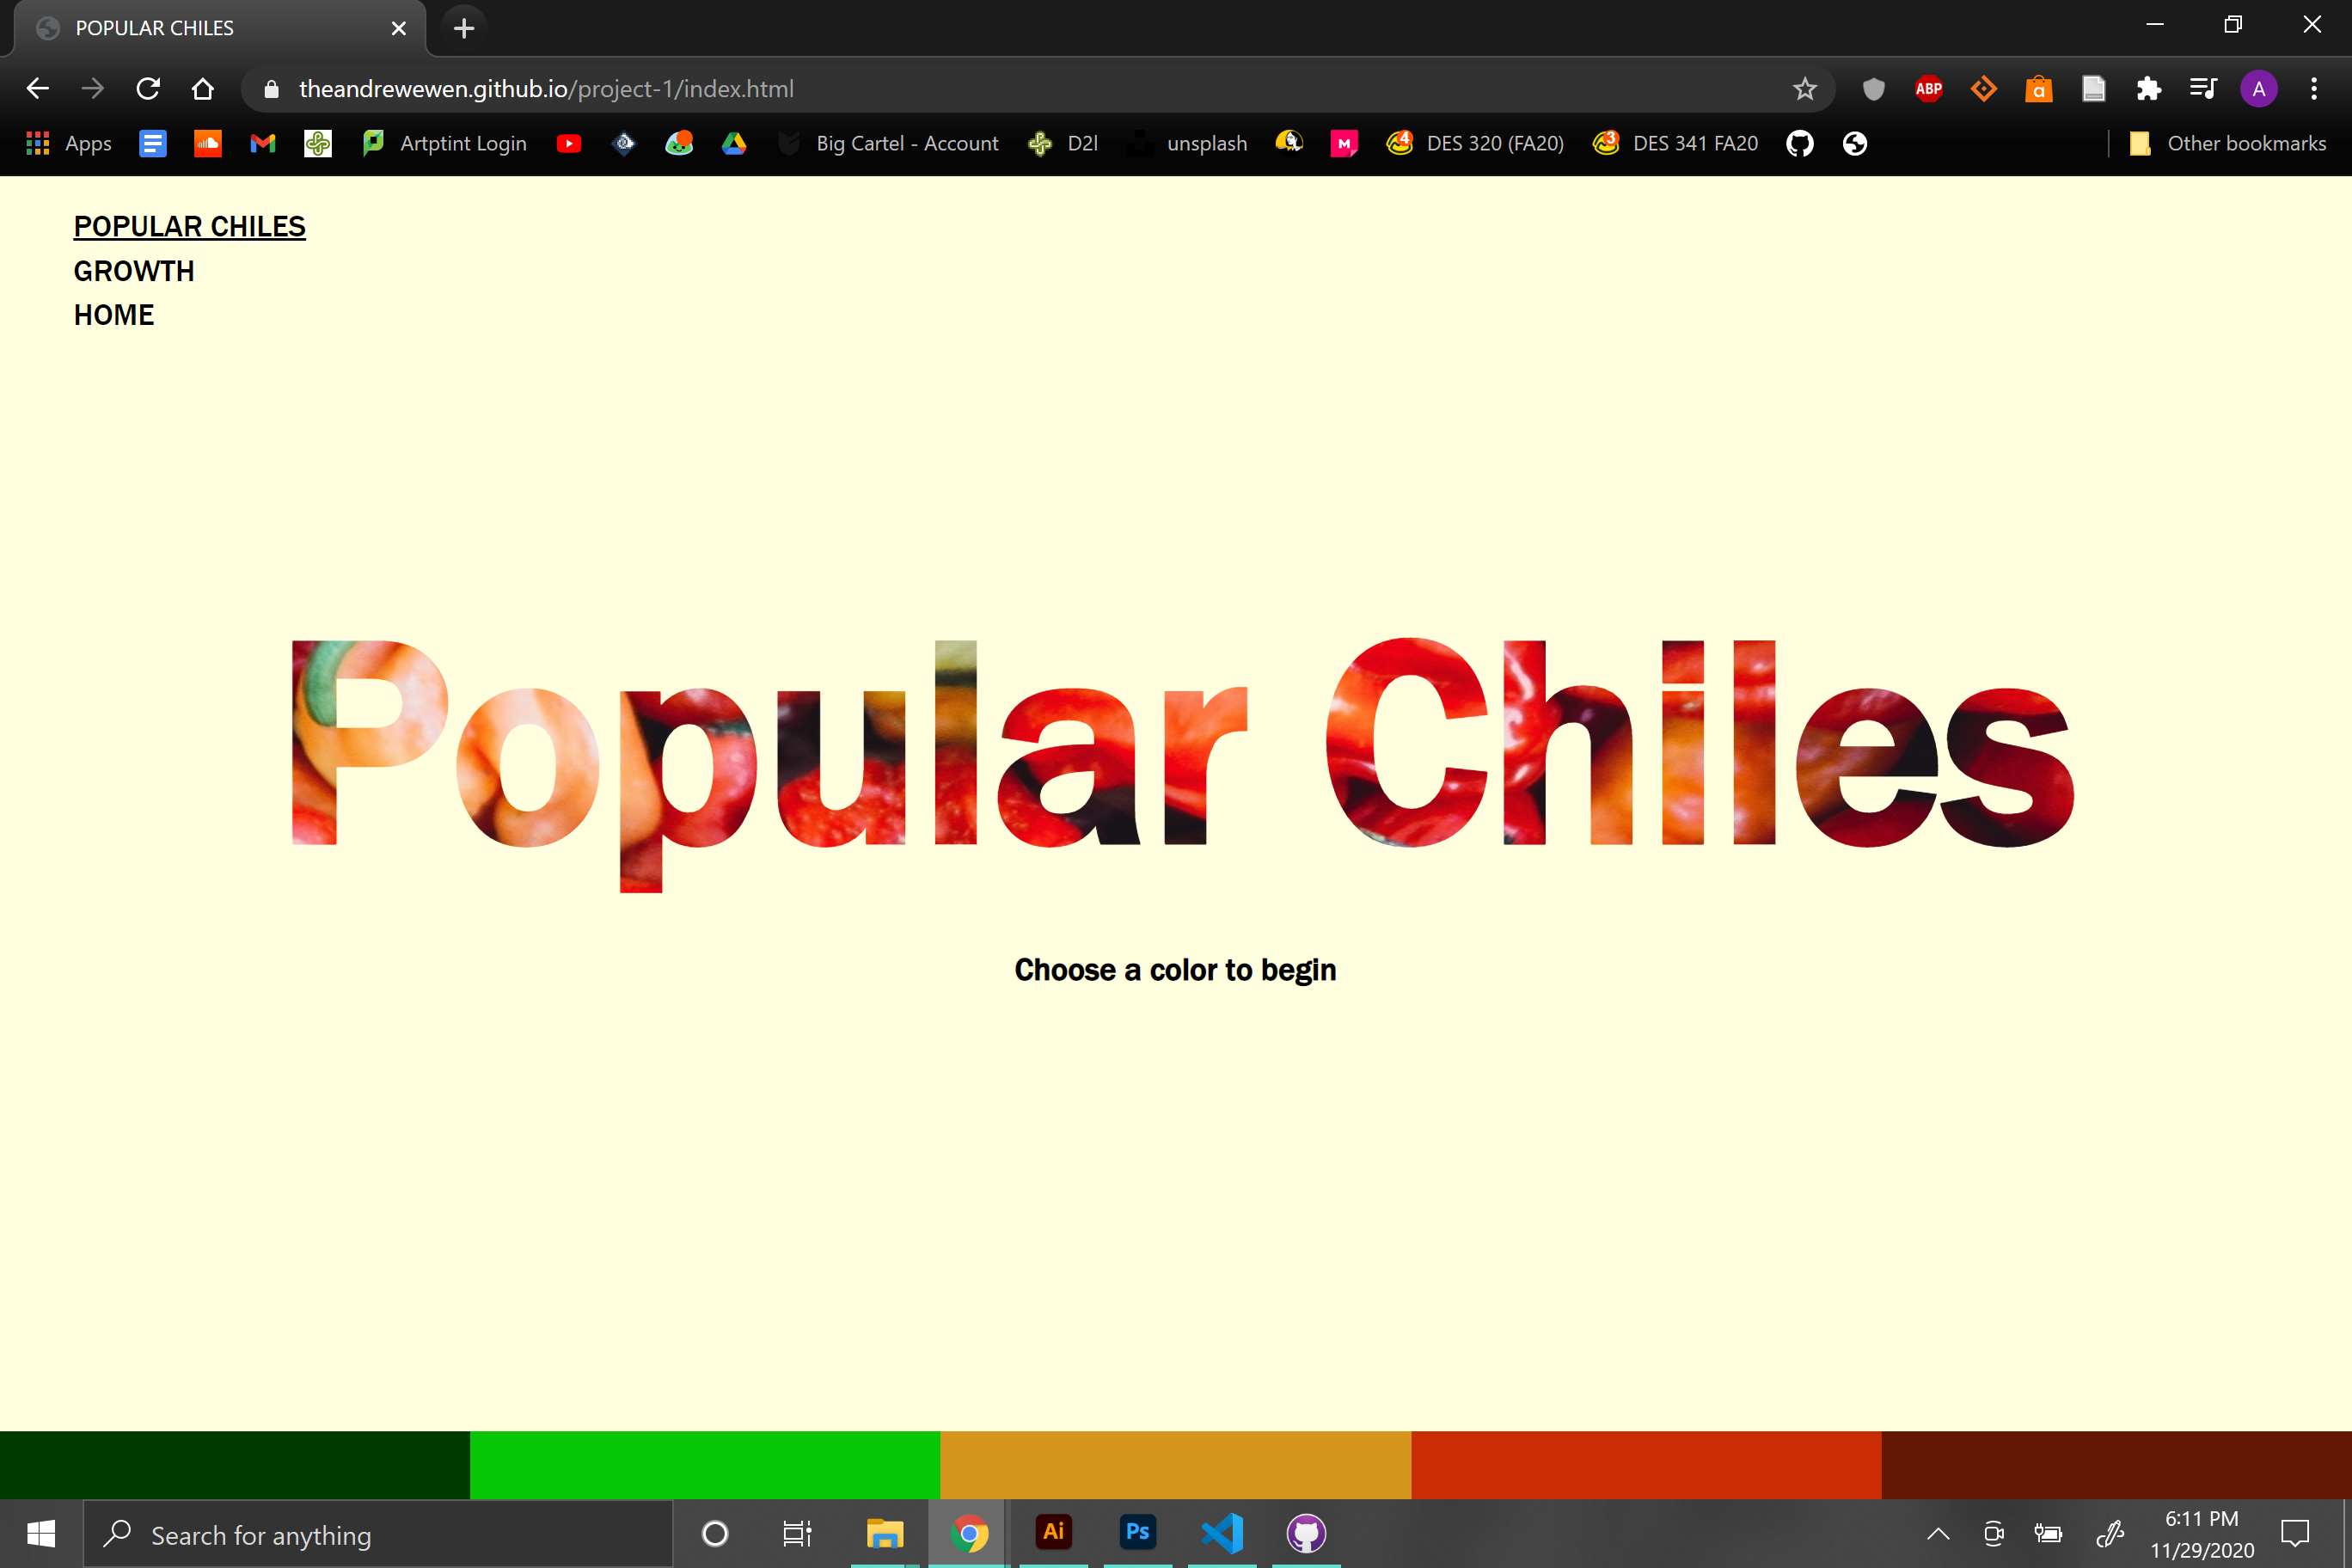 POPULAR CHILES
theandrewewen.github.io/project-1/index.html
ABP
a
A
Apps
Artptint Login
Big Cartel - Account
D2l
unsplash
M
4
DES 320 (FA20)
3
DES 341 FA20
Other bookmarks
POPULAR CHILES
GROWTH
HOME
Popular Chiles
Choose a color to begin
Search for anything
Ai
Ps
6:11 PM
11/29/2020